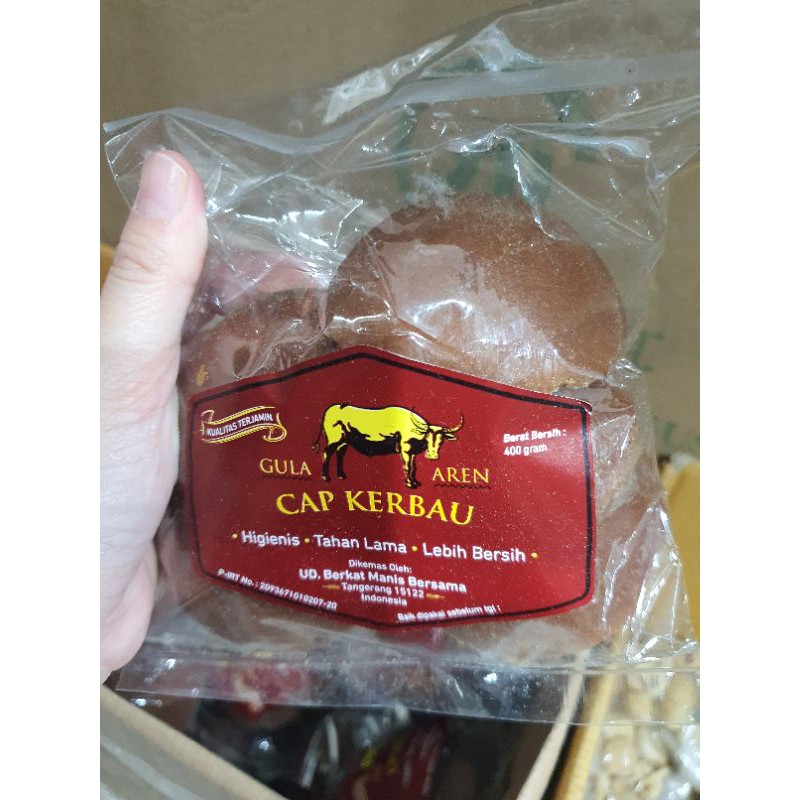 KUALITAS TERJAMIN
Berat Bersih :
400 gram
GULA AREN
CAP KERBAU
• Higienis • Tahan Lama • Lebih Bersih •
Dikemas Oleh:
UD. Berkat Manis Bersama
Tangerang 15122
Indonesia
P-IRT No.: 2093671010207-20
Baik dipakai sebelum tgl :